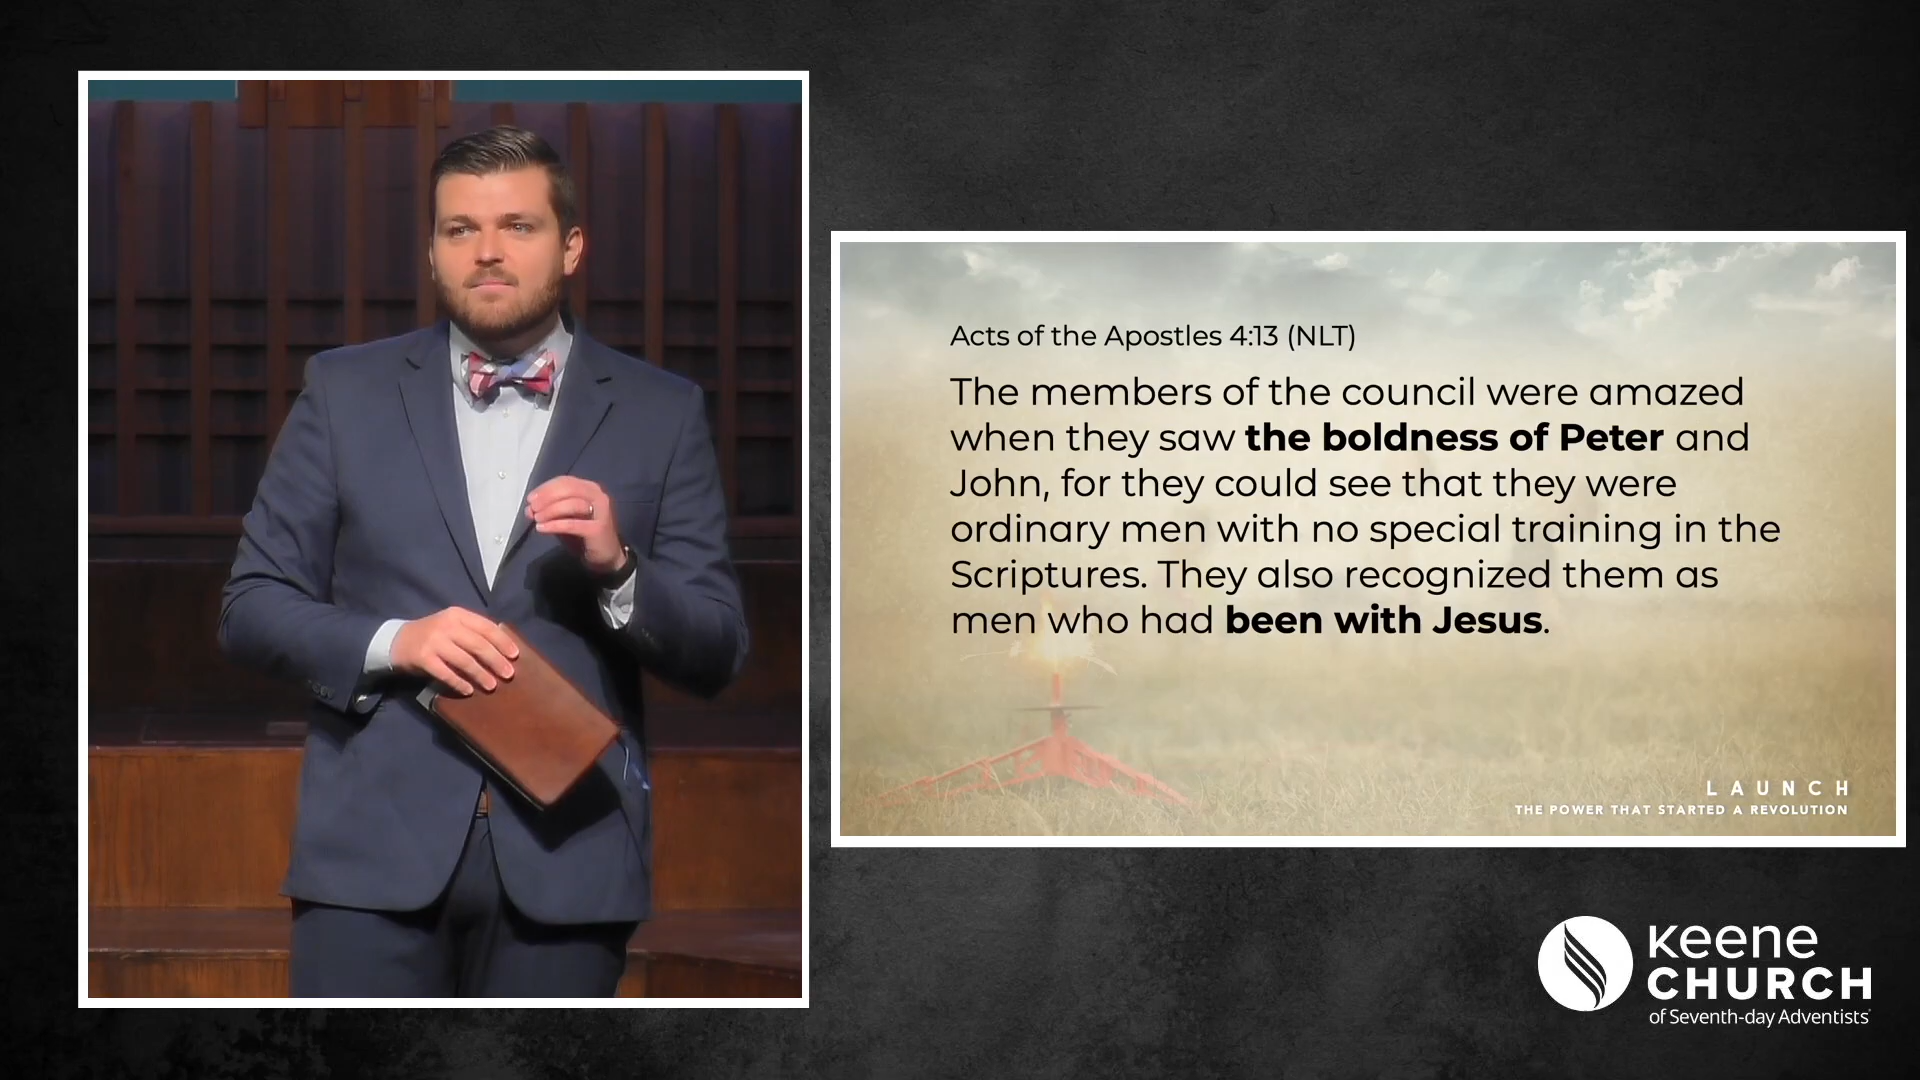 Acts of the Apostles 4:13 (NLT)
The members of the council were amazed
when they saw the boldness of Peter and
John, for they could see that they were
ordinary men with no special training in the
Scriptures. They also recognized them as
men who had been with Jesus.
LAUNCH
THE POWER THAT STARTED A REVOLUTION
Keene
CHURCH
of Seventh-day Adventists